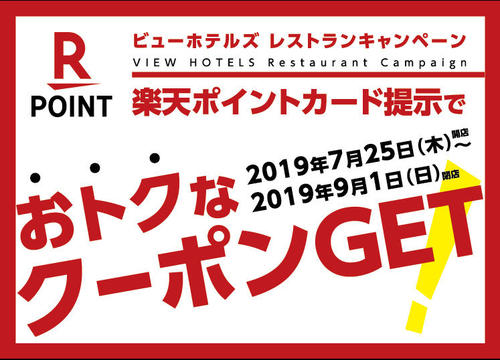 R
POINT
ビューホテルズ レストランキャンペーン
VIEW HOTELS Restaurant Campaign
楽天ポイントカード提示で
2019年7月25日(木)開店〜
2019年9月1日(日)閉店
おトクな
クーポンGET!